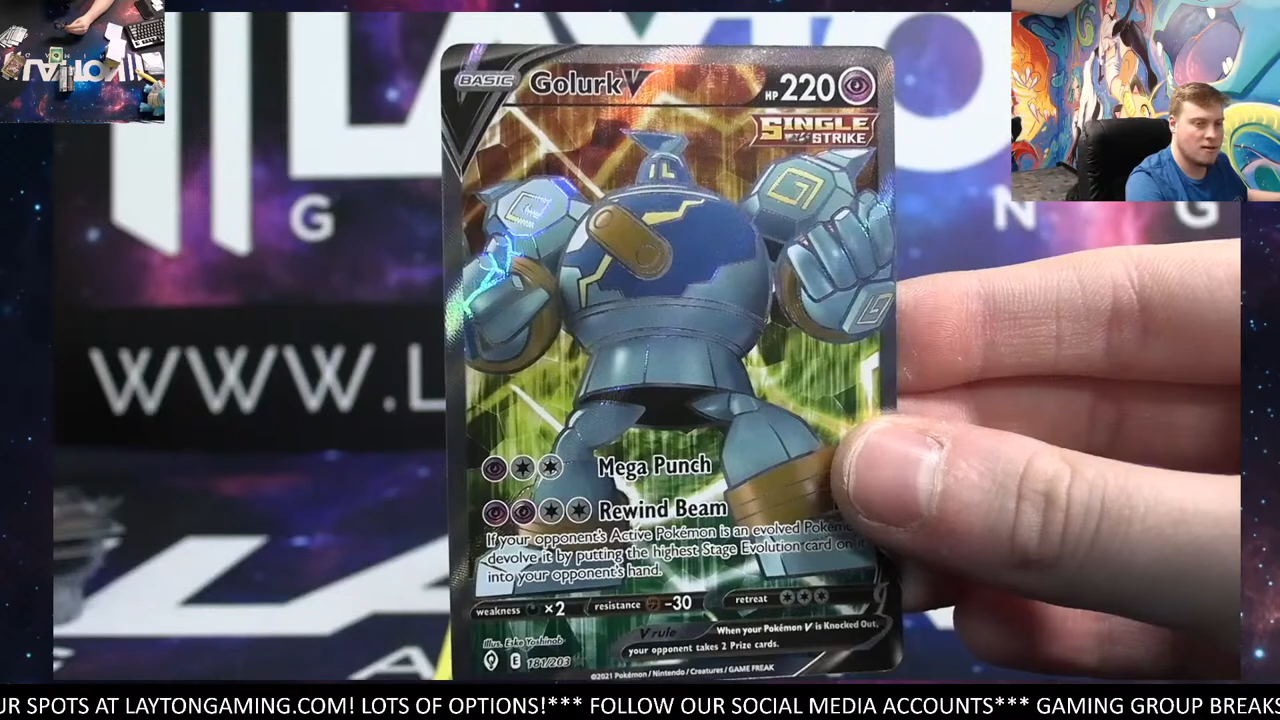 BASIC
Golurk V
HP 220
SINGLE
STRIKE
G
N G
WWW.L
Mega Punch
Rewind Beam
If your opponent's Active Pokémon is an evolved Pokémon,
devolve it by putting the highest Stage Evolution card on it
into your opponent's hand.
weakness ×2 resistance -30 retreat
V rule When your Pokémon V is Knocked Out,
your opponent takes 2 Prize cards.
Illus. Eske Yoshinob
E 181/203
©2021 Pokémon / Nintendo / Creatures / GAME FREAK
UR SPOTS AT LAYTONGAMING.COM! LOTS OF OPTIONS!*** FOLLOW OUR SOCIAL MEDIA ACCOUNTS*** GAMING GROUP BREAKS